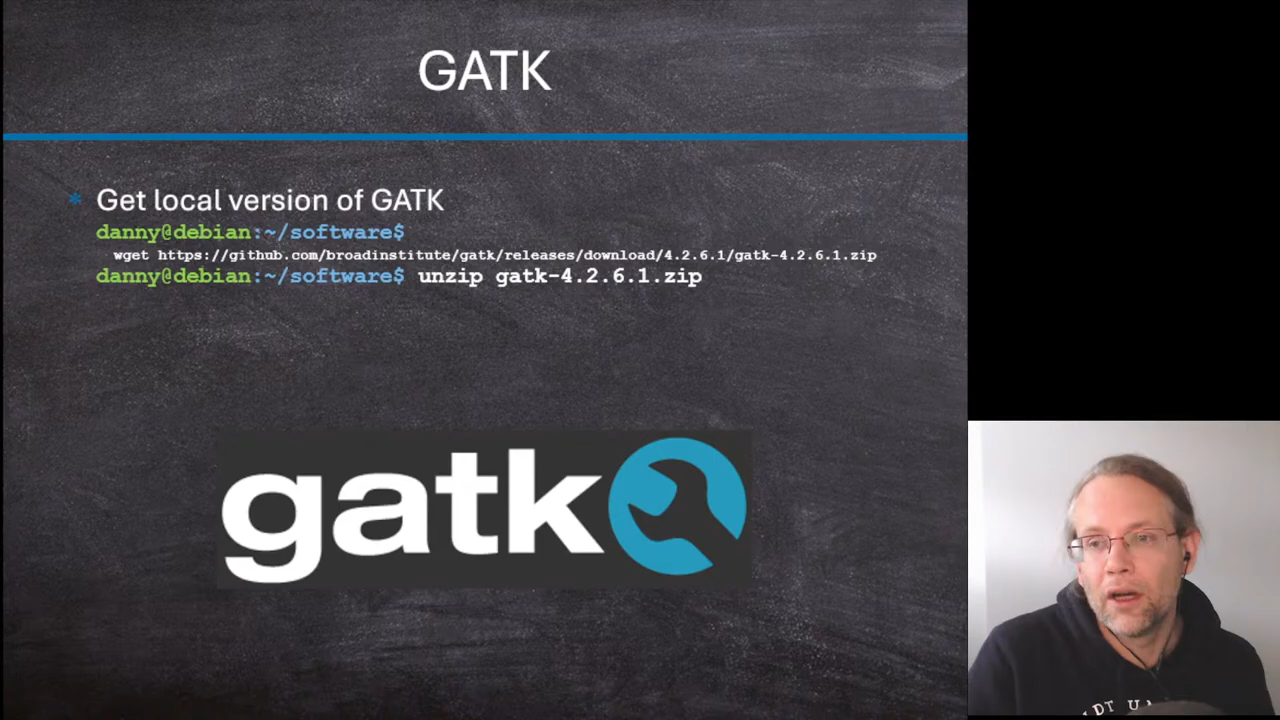 GATK
* Get local version of GATK
danny@debian:~/software$
wget https://github.com/broadinstitute/gatk/releases/download/4.2.6.1/gatk-4.2.6.1.zip
danny@debian:~/software$ unzip gatk-4.2.6.1.zip
gatk
DT U